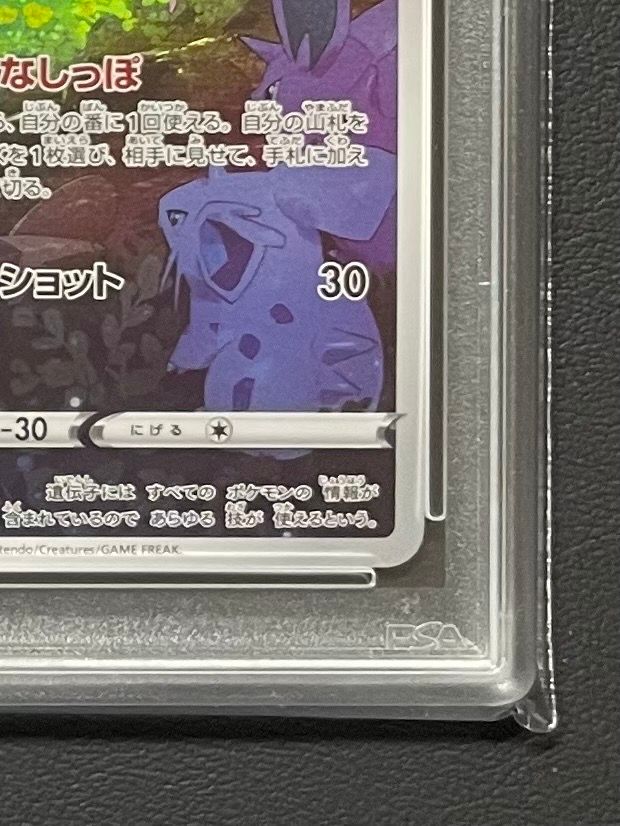 なしっぽ
、自分の番に1回使える。自分の山札を
を1枚選び、相手に見せて、手札に加え
切る。
ショット 30
-30 にげる
遺伝子には すべての ポケモンの 情報が
含まれているので あらゆる 技が 使えるという。
tendo/Creatures/GAME FREAK.
PSA